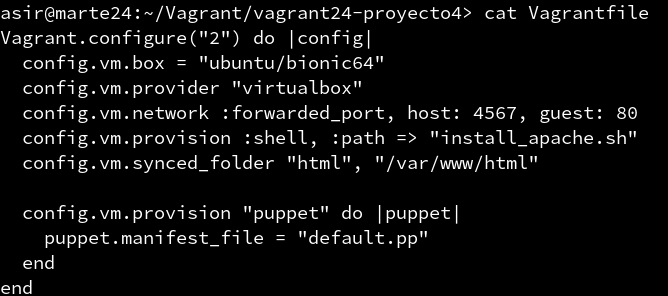 asir@marte24:~/Vagrant/vagrant24-proyecto4> cat Vagrantfile
Vagrant.configure("2") do |config|
  config.vm.box = "ubuntu/bionic64"
  config.vm.provider "virtualbox"
  config.vm.network :forwarded_port, host: 4567, guest: 80
  config.vm.provision :shell, :path => "install_apache.sh"
  config.vm.synced_folder "html", "/var/www/html"

  config.vm.provision "puppet" do |puppet|
    puppet.manifest_file = "default.pp"
  end
end